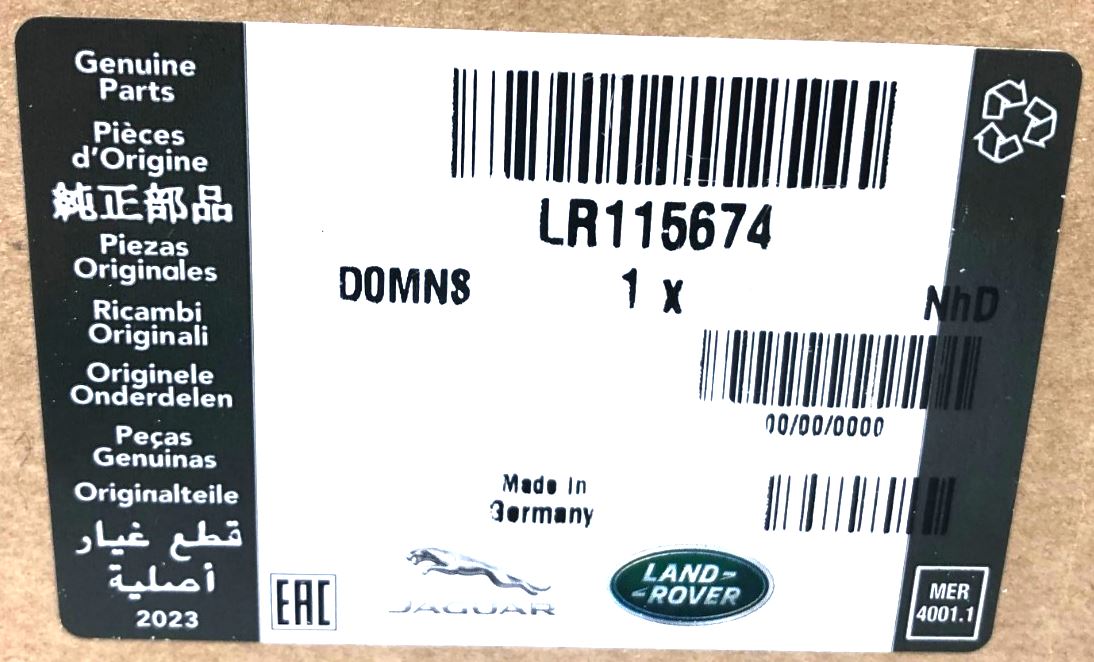 Genuine
Parts
Pièces
d'Origine
純正部品
Piezas
Originales
Ricambi
Originali
Originele
Onderdelen
Peças
Genuinas
Originalteile
قطع غيار
أصلية
2023
LR115674
D0MN8 1 x NhD
00/00/0000
Made in
Germany
EAC
JAGUAR
LAND-
-ROVER
MER
4001.1